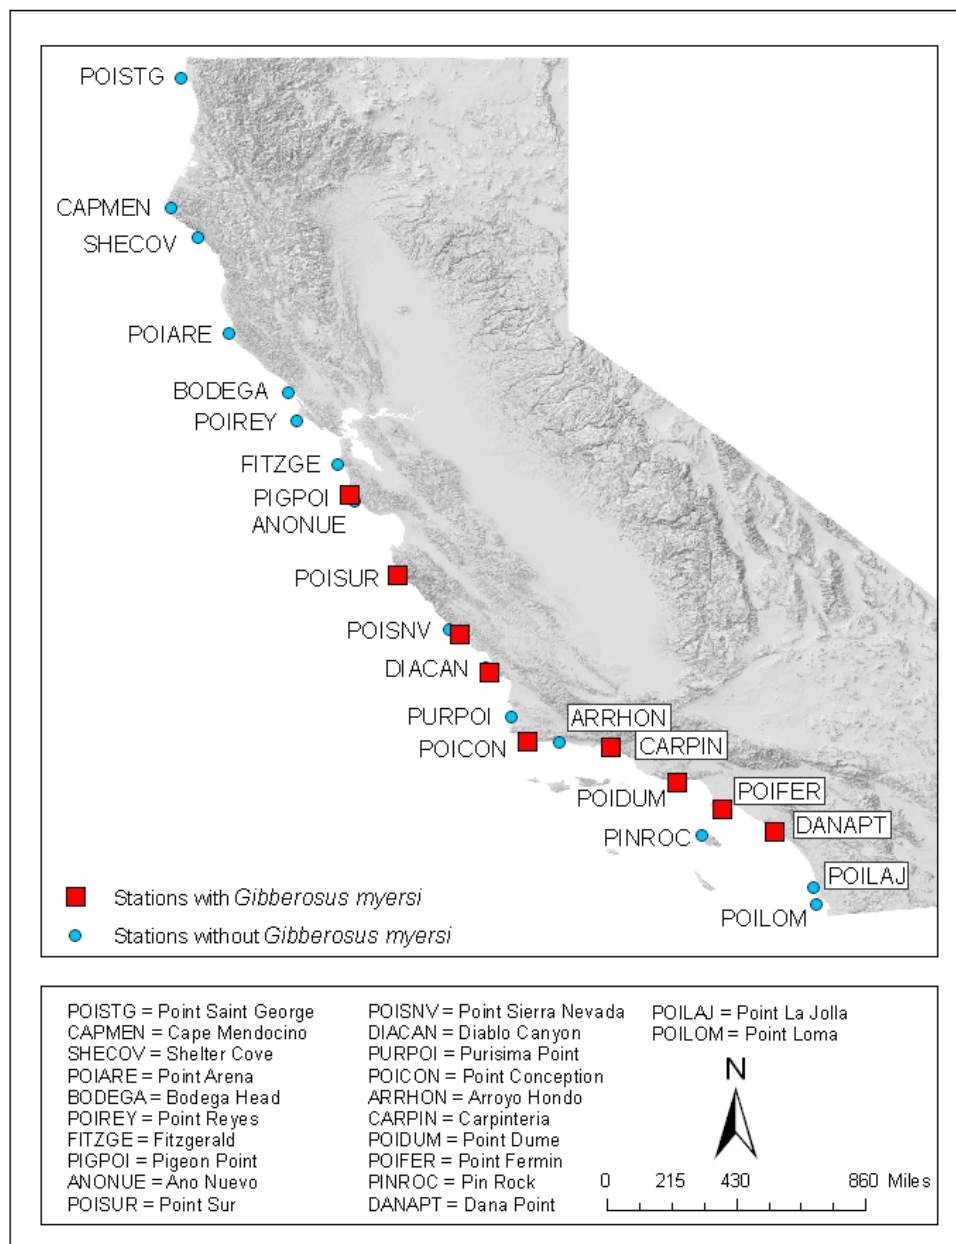 POISTG
CAPMEN
SHECOV
POIARE
BODEGA
POIREY
FITZGE
PIGPOI
ANONUE
POISUR
POISNV
DIACAN
PURPOI
ARRHON
POICON
CARPIN
POIDUM
POIFER
PINROC
DANAPT
POILAJ
POILOM
Stations with Gibberosus myersi
Stations without Gibberosus myersi
POISTG = Point Saint George
CAPMEN = Cape Mendocino
SHECOV = Shelter Cove
POIARE = Point Arena
BODEGA = Bodega Head
POIREY = Point Reyes
FITZGE = Fitzgerald
PIGPOI = Pigeon Point
ANONUE = Ano Nuevo
POISUR = Point Sur
POISNV = Point Sierra Nevada
DIACAN = Diablo Canyon
PURPOI = Purisima Point
POICON = Point Conception
ARRHON = Arroyo Hondo
CARPIN = Carpinteria
POIDUM = Point Dume
POIFER = Point Fermin
PINROC = Pin Rock
DANAPT = Dana Point
POILAJ = Point La Jolla
POILOM = Point Loma
N
0 215 430 860 Miles